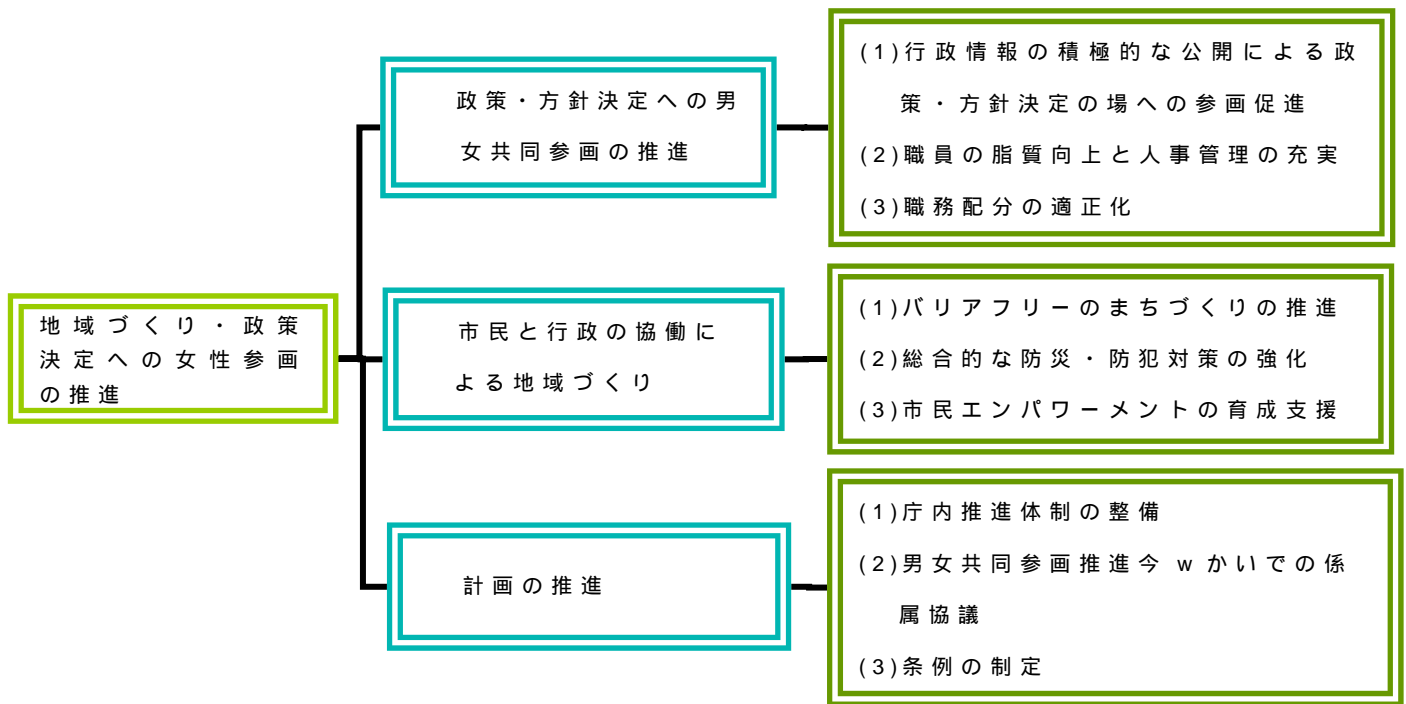 地域づくり・政策
決定への女性参画
の推進
政策・方針決定への男
女共同参画の推進
(1)行政情報の積極的な公開による政
策・方針決定の場への参画促進
(2)職員の脂質向上と人事管理の充実
(3)職務配分の適正化
市民と行政の協働に
よる地域づくり
(1)バリアフリーのまちづくりの推進
(2)総合的な防災・防犯対策の強化
(3)市民エンパワーメントの育成支援
計画の推進
(1)庁内推進体制の整備
(2)男女共同参画推進今wかいでの係
属協議
(3)条例の制定